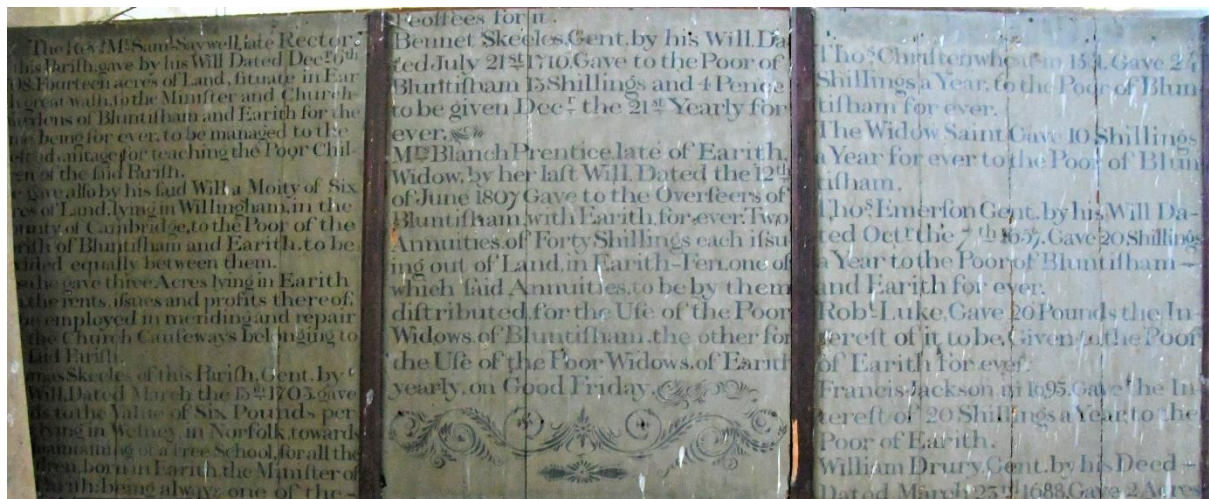 The Revᵈ Mʳ Samˡ Saywell, late Rector
this Pariſh, gave by his Will Dated Decʳ 6ᵗʰ
Fourteen acres of Land, ſituate in Ear
great waſh, to the Miniſter and Church-
of Bluntiſham and Earith for the
being for ever, to be managed to the
advantage for teaching the Poor Chil-
of the ſaid Pariſh.
gave, alſo by his ſaid Will a Moity of Six
of Land, lying in Willingham, in the
of Cambridge, to the Poor of the
of Bluntiſham and Earith, to be
equally between them.
he gave three Acres lying in Earith
the rents, iſsues and profits thereof,
be employed in mending and repair
the Church Cauſeways belonging to
ſaid Pariſh.
Skeeles of this Pariſh, Gent. by
Will, Dated March the 15ᵗʰ 1703, gave
to the Value of Six Pounds per
lying in Welney, in Norfolk, towards
of a free School, for all the
born in Earith, the Miniſter of
being always one of the-
Feoffees for it.
Bennet Skeeles, Gent. by his Will, Da-
ted July 21ˢᵗ 1710, Gave to the Poor of
Bluntiſham 13 Shillings and 4 Pence
to be given Decʳ the 21ˢᵗ Yearly for
ever.
Mʳˢ Blanch Prentice, late of Earith,
Widow, by her laſt Will, Dated the 12ᵗʰ
of June 1807 Gave to the Overſeers of
Bluntiſham, with Earith, for ever, Two
Annuities, of Forty Shillings each iſsu
ing out of Land, in Earith-Fen, one of
which ſaid Annuities, to be by them
diſtributed, for the Uſe of the Poor
Widows, of Bluntiſham, the other for
the Uſe of the Poor Widows, of Earith
yearly, on Good Friday.
Thoˢ Chriſtenwheat in Gave 24
Shillings a Year, to the Poor of Blun-
tiſham for ever.
The Widow Saint Gave 10 Shillings
a Year for ever to the Poor of Blun
tiſham.
Thoˢ Emerſon Gent. by his Will Da-
ted Octʳ the 7ᵗʰ 1657, Gave 20 Shillings
a Year to the Poor of Bluntiſham -
and Earith for ever.
Robᵗ Luke, Gave 20 Pounds the In-
tereſt of it, to be, Given to the Poor
of Earith for ever.
Francis Jackson in 1695, Gave the In
tereſt of 20 Shillings a Year, to the
Poor of Earith.
William Drury, Gent. by his Deed -
Dated March 25ᵗʰ 1688, Gave 2 Acres